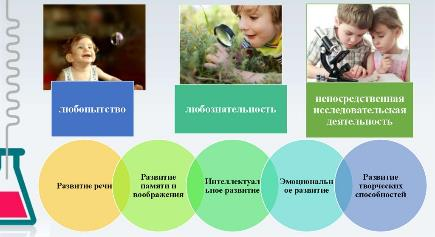 любопытство
любознательность
непосредственная
исследовательская
деятельность
Развитие речи
Развитие
памяти и
воображения
Интеллектуал
ьное развитие
Эмоциональн
ое развитие
Развитие
творческих
способностей